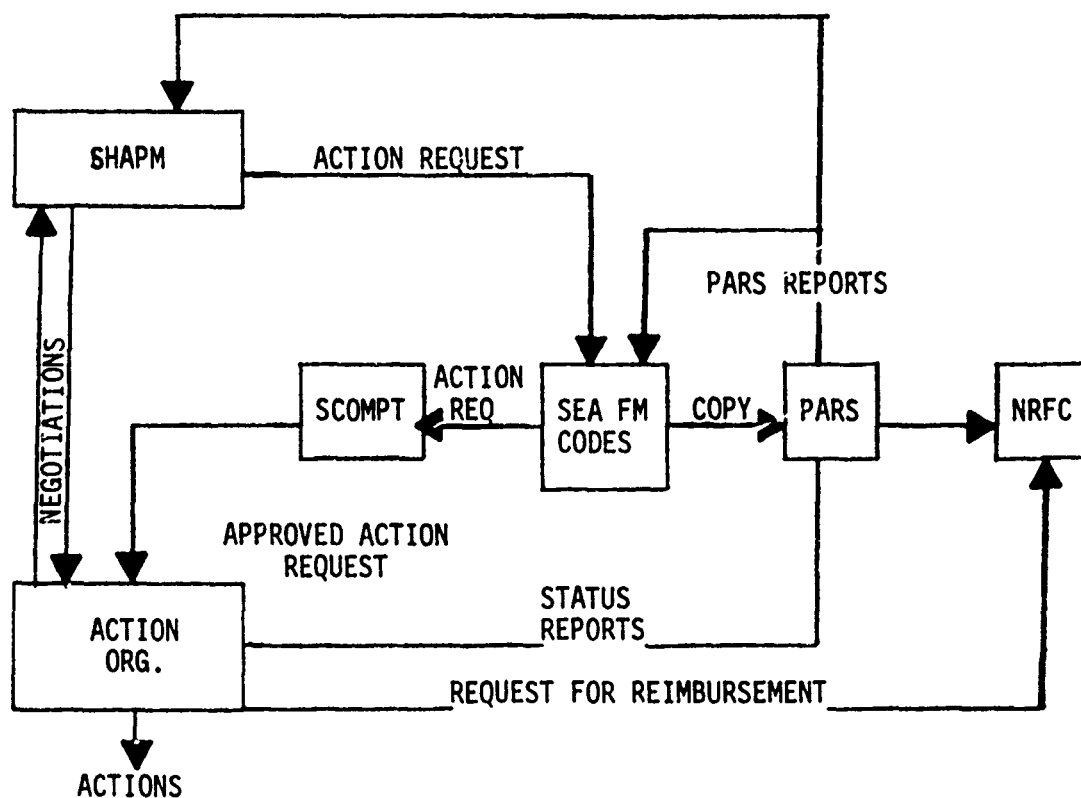 SHAPM
ACTION REQUEST
PARS REPORTS
NEGOTIATIONS
SCOMPT
ACTION
REQ
SEA FM
CODES
COPY
PARS
NRFC
APPROVED ACTION
REQUEST
ACTION
ORG.
STATUS
REPORTS
REQUEST FOR REIMBURSEMENT
ACTIONS